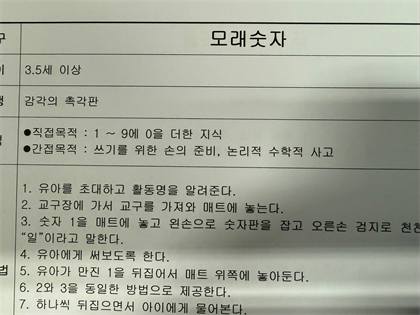 구 모래숫자
이 3.5세 이상
감각의 촉각판
●직접목적 : 1 ~ 9에 0을 더한 지식
●간접목적 : 쓰기를 위한 손의 준비, 논리적 수학적 사고
1. 유아를 초대하고 활동명을 알려준다.
2. 교구장에 가서 교구를 가져와 매트에 놓는다.
3. 숫자 1을 매트에 놓고 왼손으로 숫자판을 잡고 오른손 검지로 천천
"일"이라고 말한다.
4. 유아에게 써보도록 한다.
법 5. 유아가 만진 1을 뒤집어서 매트 위쪽에 놓아둔다.
6. 2와 3을 동일한 방법으로 제공한다.
7. 하나씩 뒤집으면서 아이에게 물어본다.